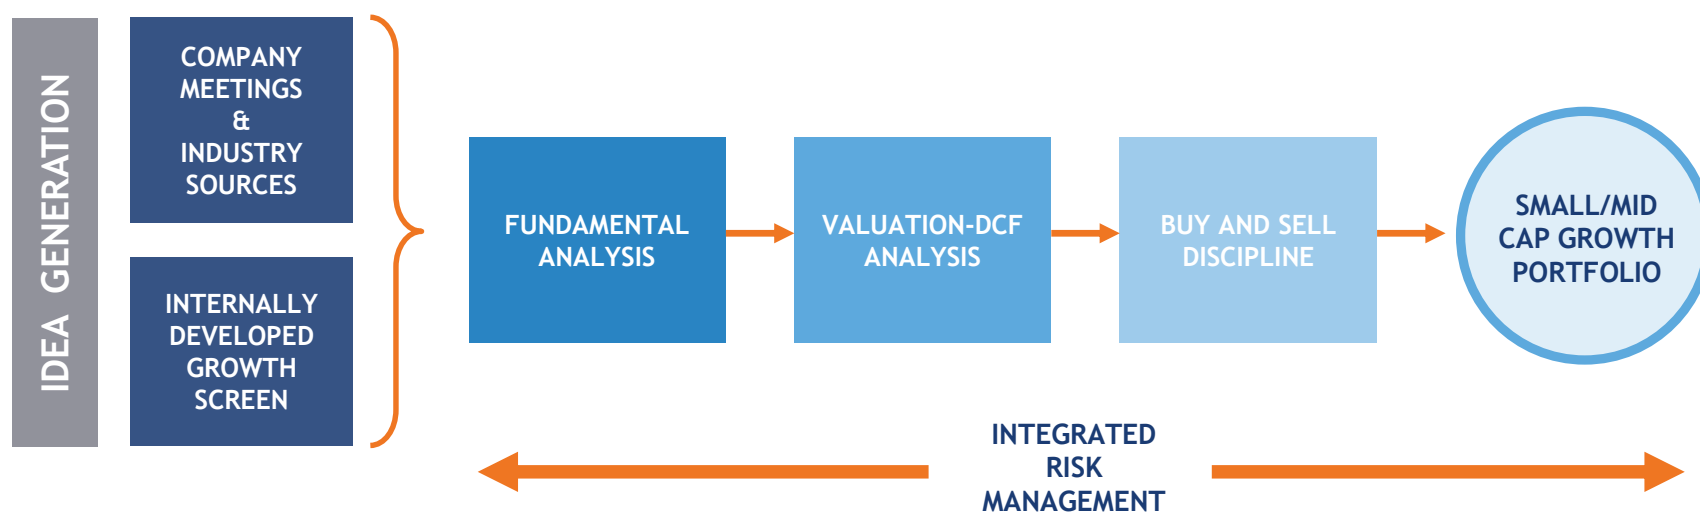 IDEA GENERATION
COMPANY
MEETINGS
&
INDUSTRY
SOURCES
INTERNALLY
DEVELOPED
GROWTH
SCREEN
FUNDAMENTAL
ANALYSIS
VALUATION-DCF
ANALYSIS
BUY AND SELL
DISCIPLINE
SMALL/MID
CAP GROWTH
PORTFOLIO
INTEGRATED
RISK
MANAGEMENT